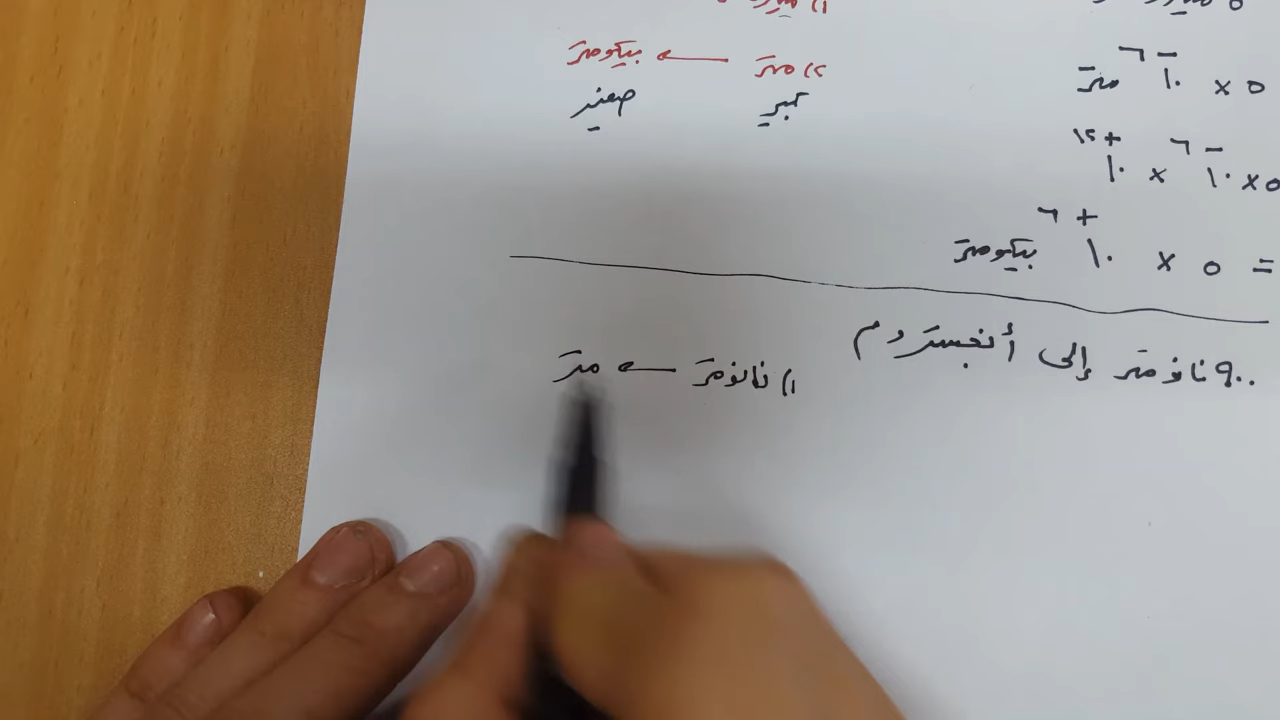 ٥ × ١٠⁻⁶ متر
٥ × ١٠⁻⁶ × ١٠⁺¹²
= ٥ × ١٠⁺⁶ بيكومتر
٢) متر ← بيكومتر
كبير صغير
٩٠٠ نانومتر إلى أنجستروم
١) نانومتر ← متر